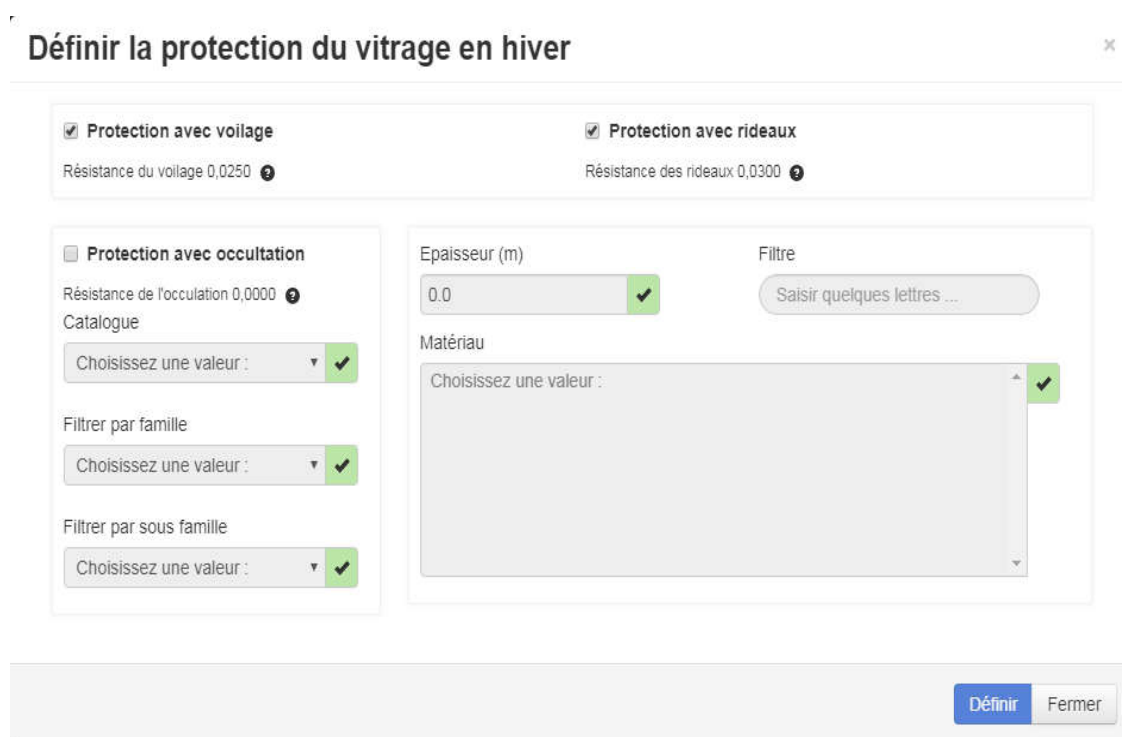 Définir la protection du vitrage en hiver
×
Protection avec voilage
Résistance du voilage 0,0250 ?
Protection avec rideaux
Résistance des rideaux 0,0300 ?
Protection avec occultation
Résistance de l'occulation 0,0000 ?
Catalogue
Choisissez une valeur :
Filtrer par famille
Choisissez une valeur :
Filtrer par sous famille
Choisissez une valeur :
Epaisseur (m)
0.0
Filtre
Saisir quelques lettres ...
Matériau
Choisissez une valeur :
Définir
Fermer